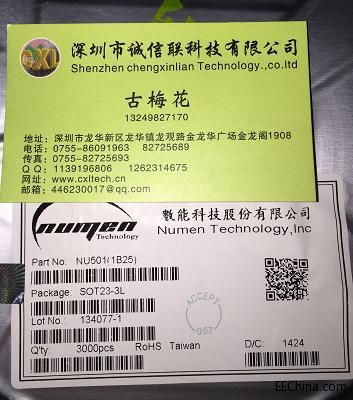 CXL
深圳市诚信联科技有限公司
Shenzhen chengxinlian Technology.,co.ltd
古梅花
13249827170
地址：深圳市龙华新区龙华镇龙观路金龙华广场金龙阁1908
电话：0755-86091963 82725689
传真：0755-82725693
QQ：1139196806 1262314675
网址：www.cxltech.cn
邮箱：446230017@qq.com
numen
Technology
數能科技股份有限公司
Numen Technology,Inc
Part No: NU501(1B25)
Package: SOT23-3L
Lot No: 134077-1
ACCEPT
057
Q'ty: 3000pcs RoHS Taiwan D/C: 1424
EEChina.com